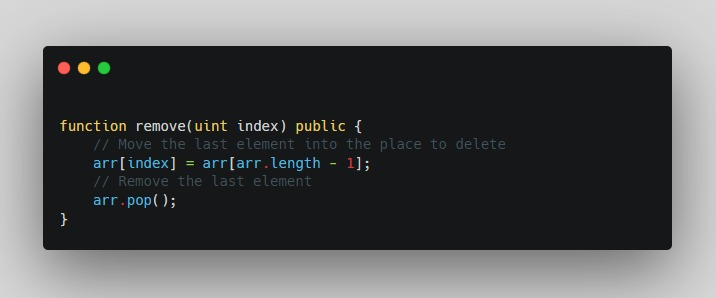 function remove(uint index) public {
    // Move the last element into the place to delete
    arr[index] = arr[arr.length - 1];
    // Remove the last element
    arr.pop();
}